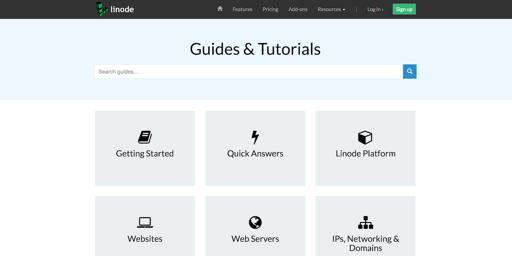 linode
Features
Pricing
Add-ons
Resources
|
Log in ›
Sign up
Guides & Tutorials
Search guides...
Getting Started
Quick Answers
Linode Platform
Websites
Web Servers
IPs, Networking &
Domains